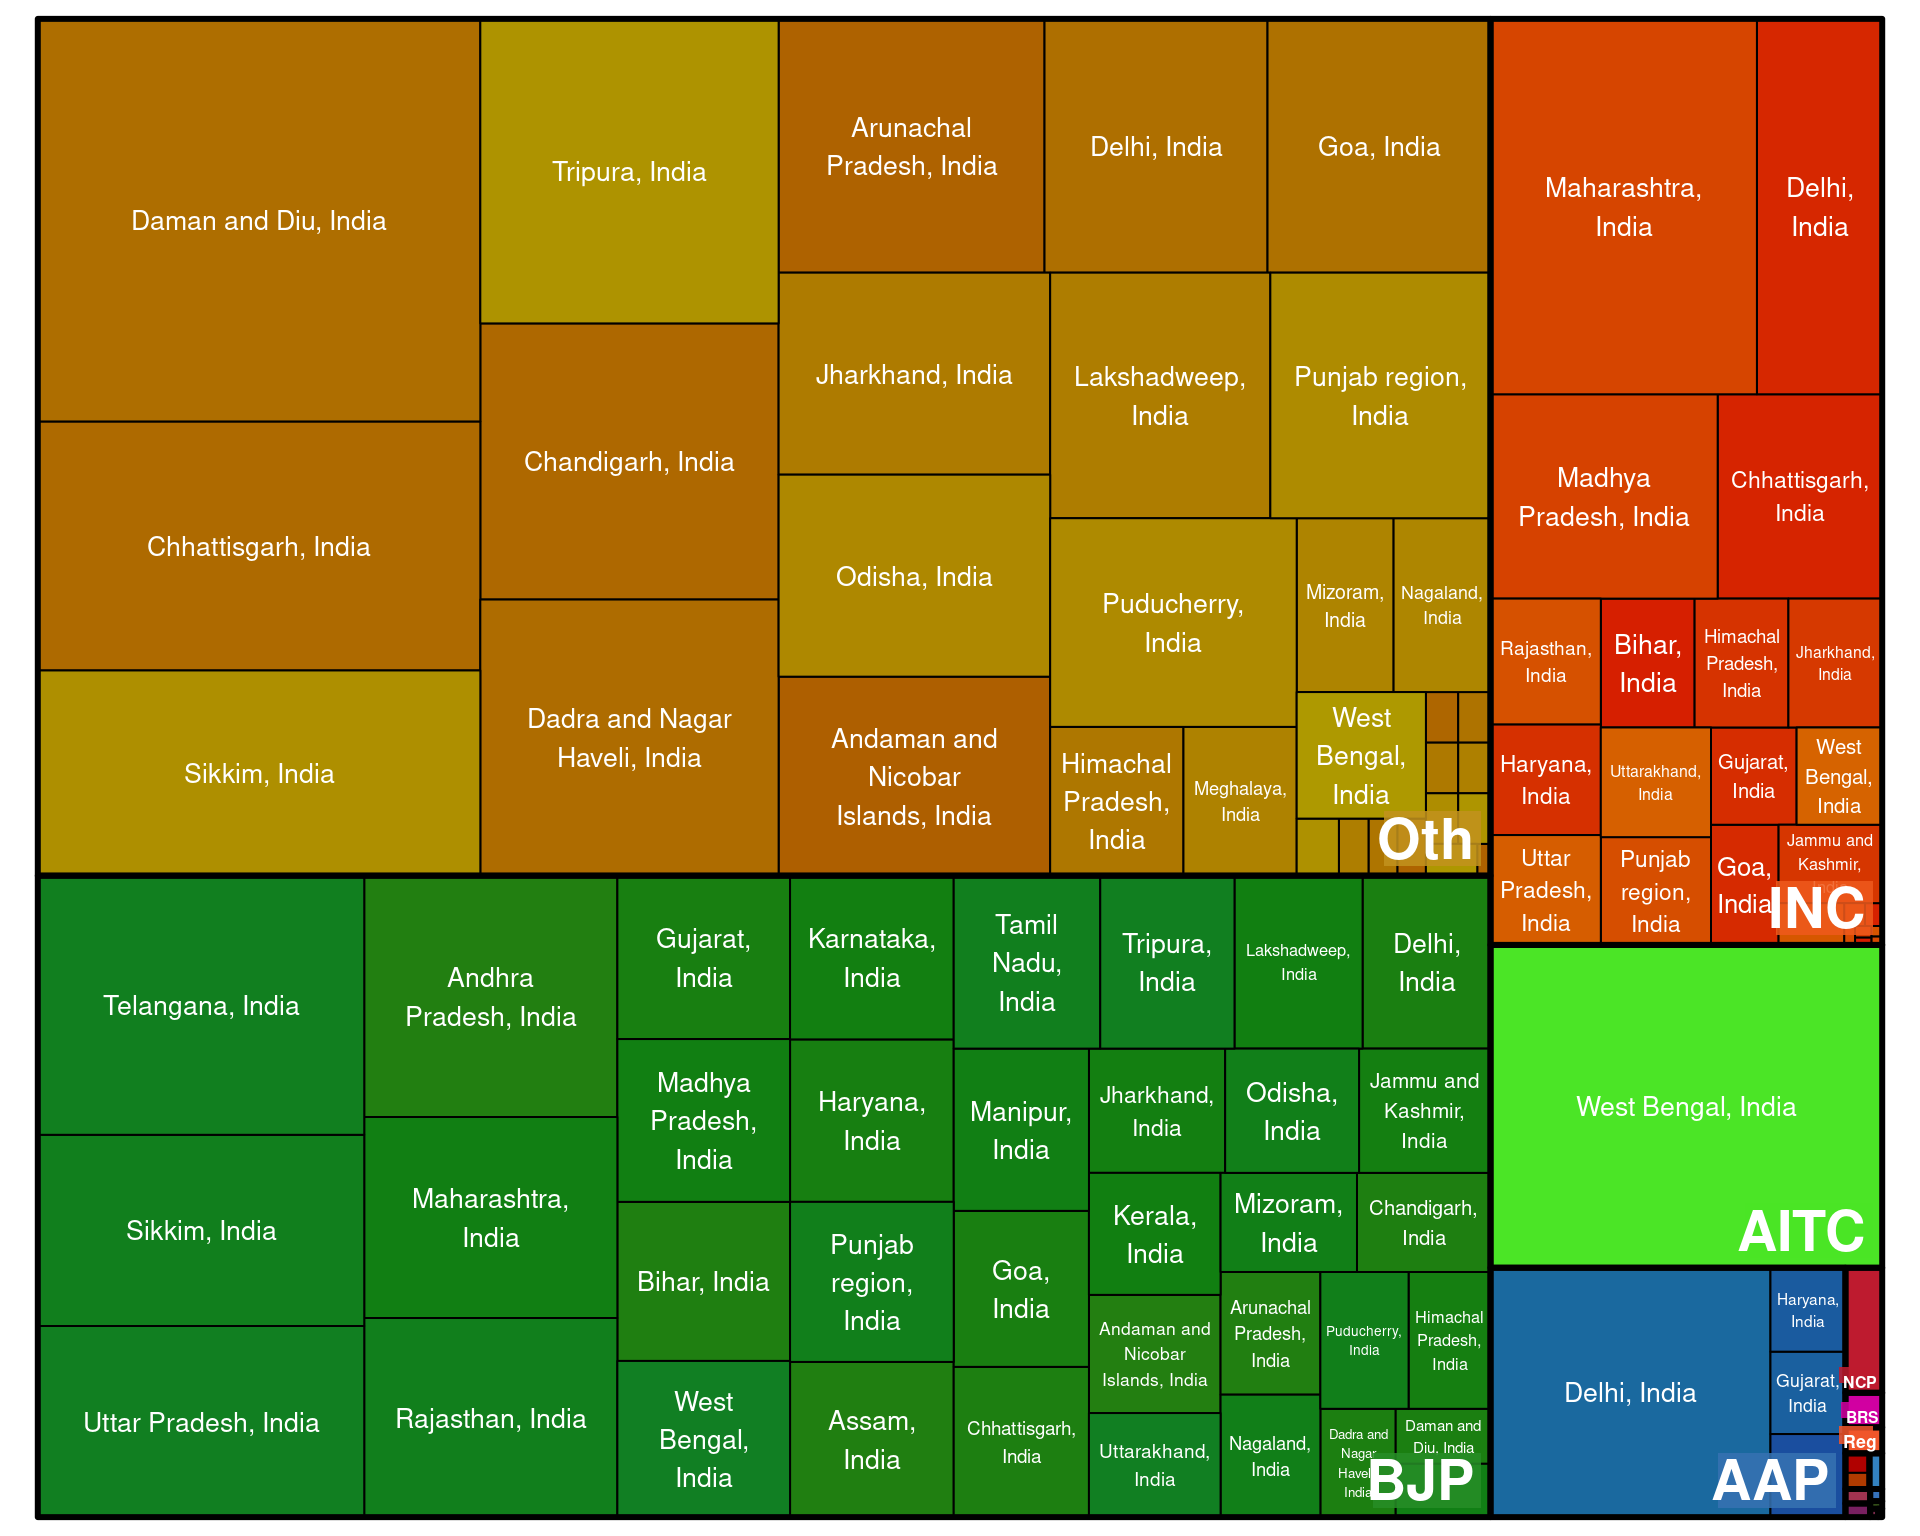 Daman and Diu, India
Chhattisgarh, India
Sikkim, India
Tripura, India
Chandigarh, India
Dadra and Nagar
Haveli, India
Arunachal
Pradesh, India
Delhi, India
Goa, India
Jharkhand, India
Lakshadweep,
India
Punjab region,
India
Odisha, India
Andaman and
Nicobar
Islands, India
Puducherry,
India
Mizoram,
India
Nagaland,
India
Himachal
Pradesh,
India
Meghalaya,
India
West
Bengal,
India
Oth
Maharashtra,
India
Delhi,
India
Madhya
Pradesh, India
Chhattisgarh,
India
Rajasthan,
India
Bihar,
India
Himachal
Pradesh,
India
Jharkhand,
India
Haryana,
India
Uttarakhand,
India
Gujarat,
India
West
Bengal,
India
Uttar
Pradesh,
India
Punjab
region,
India
Goa,
India
Jammu and
Kashmir,
India
INC
Telangana, India
Sikkim, India
Uttar Pradesh, India
Andhra
Pradesh, India
Maharashtra,
India
Rajasthan, India
Gujarat,
India
Madhya
Pradesh,
India
Bihar, India
West
Bengal,
India
Karnataka,
India
Haryana,
India
Punjab
region,
India
Assam,
India
Tamil
Nadu,
India
Tripura,
India
Lakshadweep,
India
Delhi,
India
Manipur,
India
Goa,
India
Chhattisgarh,
India
Jharkhand,
India
Odisha,
India
Jammu and
Kashmir,
India
Kerala,
India
Mizoram,
India
Chandigarh,
India
Andaman and
Nicobar
Islands, India
Uttarakhand,
India
Arunachal
Pradesh,
India
Puducherry,
India
Himachal
Pradesh,
India
Nagaland,
India
Dadra and
Nagar
Haveli,
India
Daman and
Diu, India
BJP
West Bengal, India
AITC
Delhi, India
Haryana,
India
Gujarat,
India
AAP
NCP
BRS
Reg